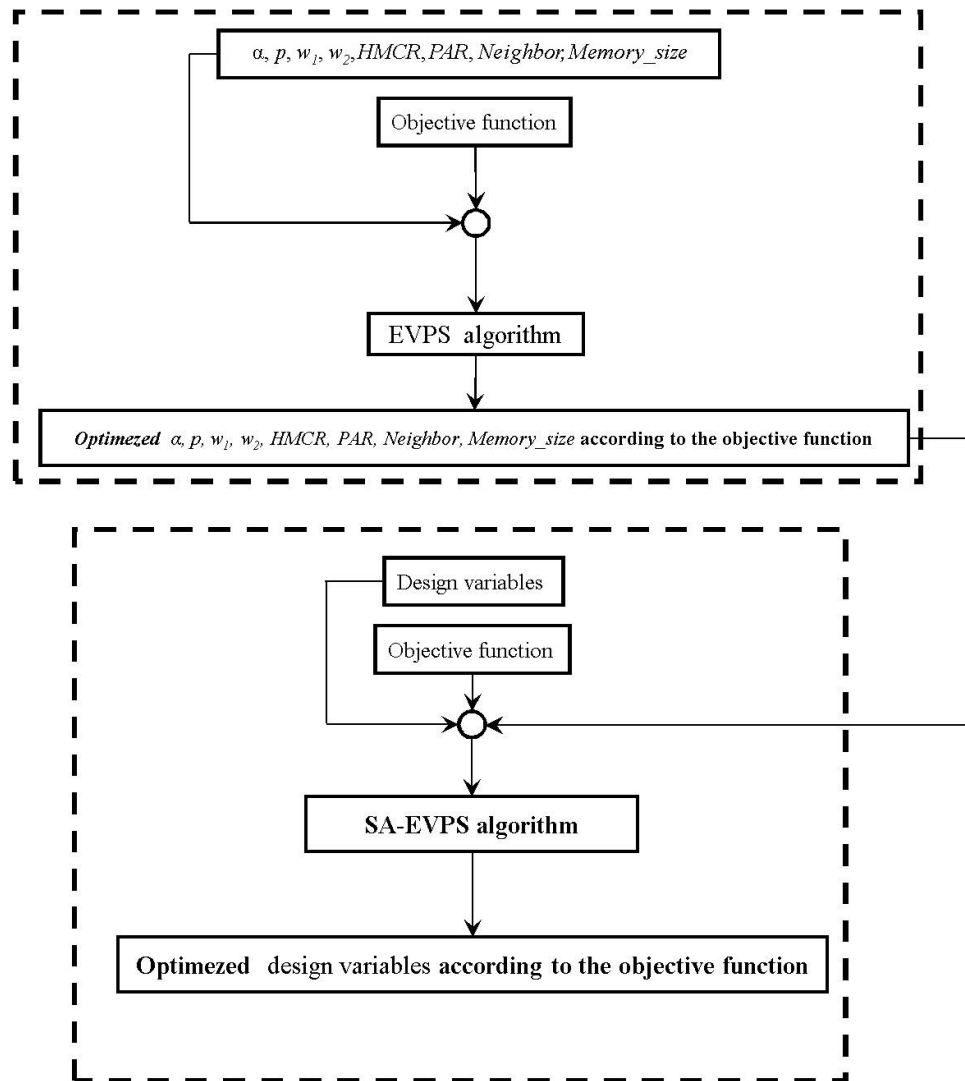 α, p, w1, w2, HMCR, PAR, Neighbor, Memory_size
Objective function
EVPS algorithm
Optimezed α, p, w1, w2, HMCR, PAR, Neighbor, Memory_size according to the objective function
Design variables
Objective function
SA-EVPS algorithm
Optimezed design variables according to the objective function